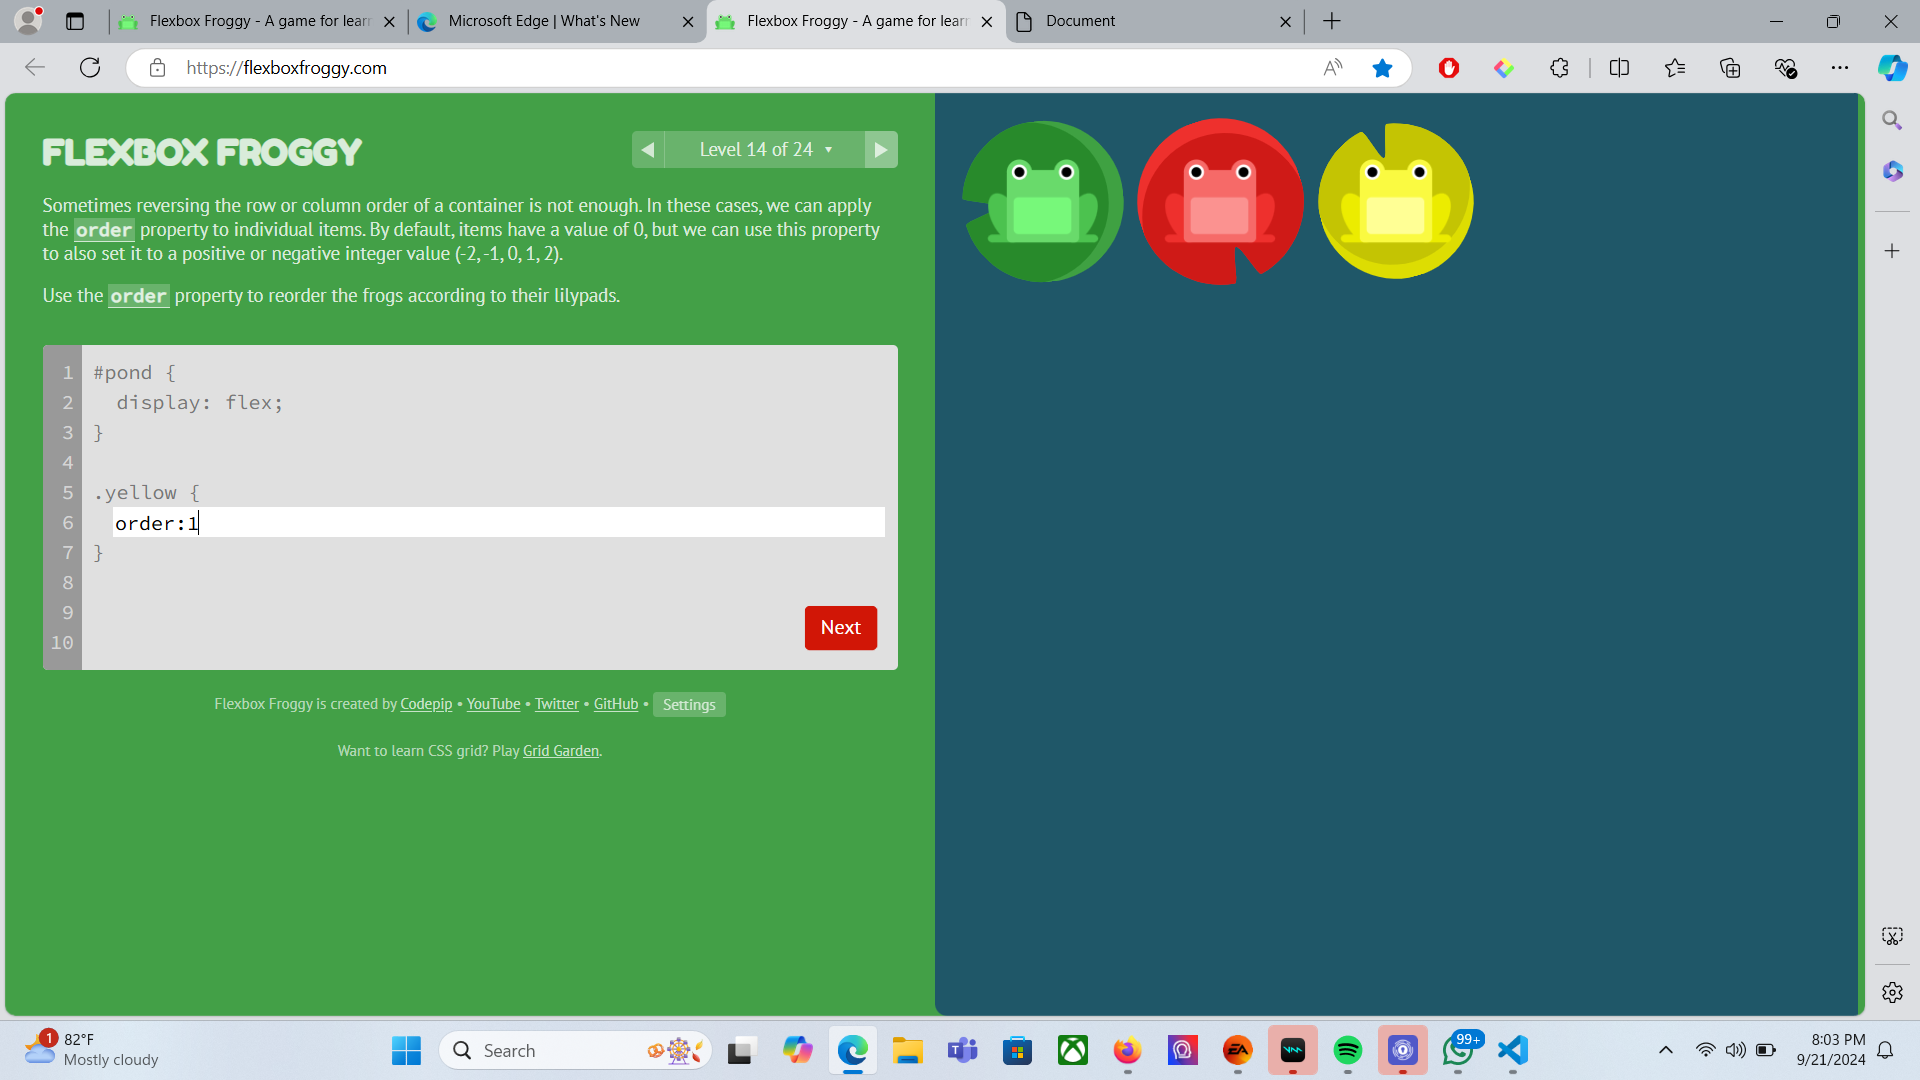 Flexbox Froggy - A game for learn
Microsoft Edge | What's New
Flexbox Froggy - A game for learn
Document
https://flexboxfroggy.com
FLEXBOX FROGGY
Level 14 of 24
Sometimes reversing the row or column order of a container is not enough. In these cases, we can apply
the order property to individual items. By default, items have a value of 0, but we can use this property
to also set it to a positive or negative integer value (-2, -1, 0, 1, 2).
Use the order property to reorder the frogs according to their lilypads.
1 #pond {
2 display: flex;
3 }
4
5 .yellow {
6 order:1
7 }
8
9
10
Next
Flexbox Froggy is created by Codepip • YouTube • Twitter • GitHub • Settings
Want to learn CSS grid? Play Grid Garden.
1
82°F
Mostly cloudy
Search
EA
99+
8:03 PM
9/21/2024